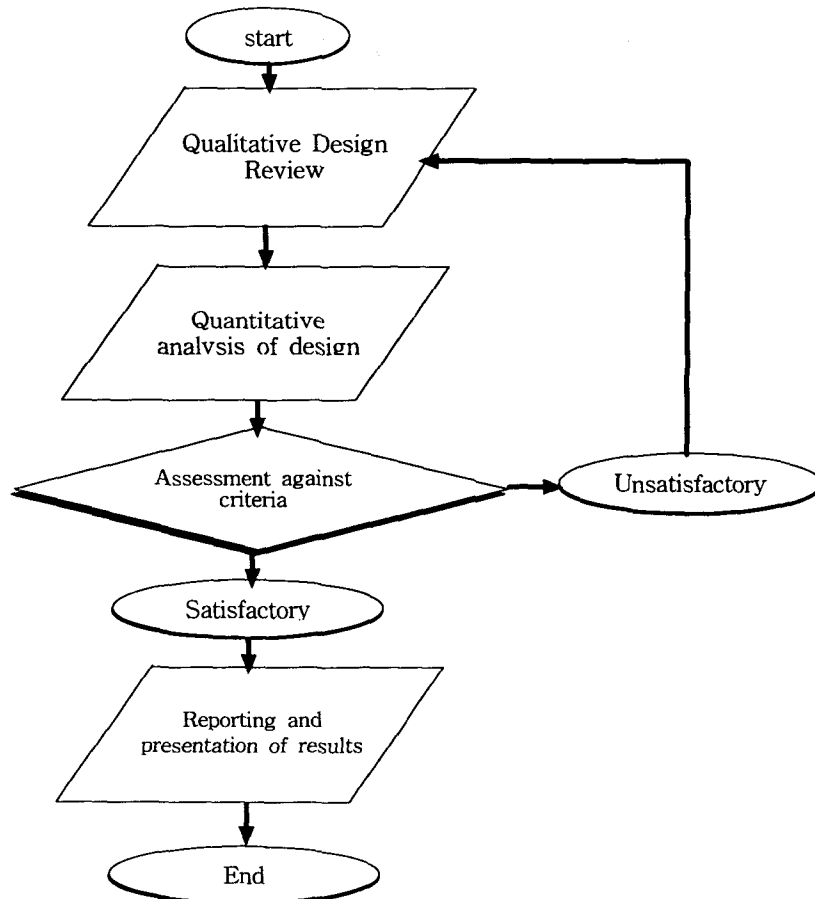 start
Qualitative Design
Review
Quantitative
analysis of design
Assessment against
criteria
Unsatisfactory
Satisfactory
Reporting and
presentation of results
End